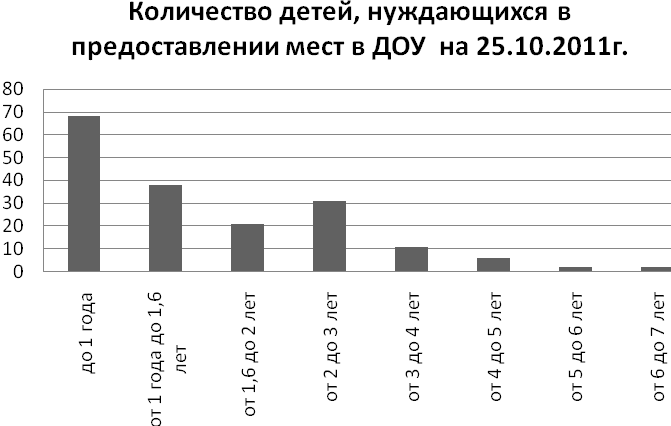 Количество детей, нуждающихся в
предоставлении мест в ДОУ на 25.10.2011г.
80
70
60
50
40
30
20
10
0
до 1 года
от 1 года до 1,6
лет
от 1,6 до 2 лет
от 2 до 3 лет
от 3 до 4 лет
от 4 до 5 лет
от 5 до 6 лет
от 6 до 7 лет